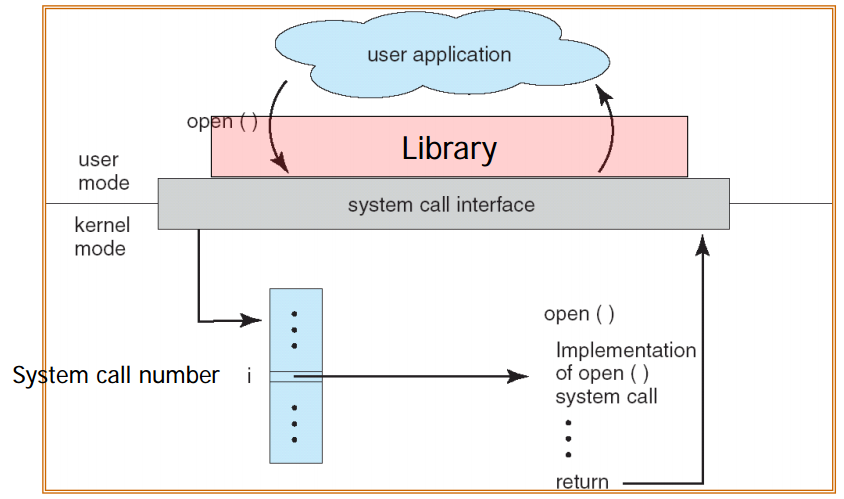 user application
open ( )
Library
user
mode
system call interface
kernel
mode
open ( )
Implementation
of open ( )
system call
System call number i
return